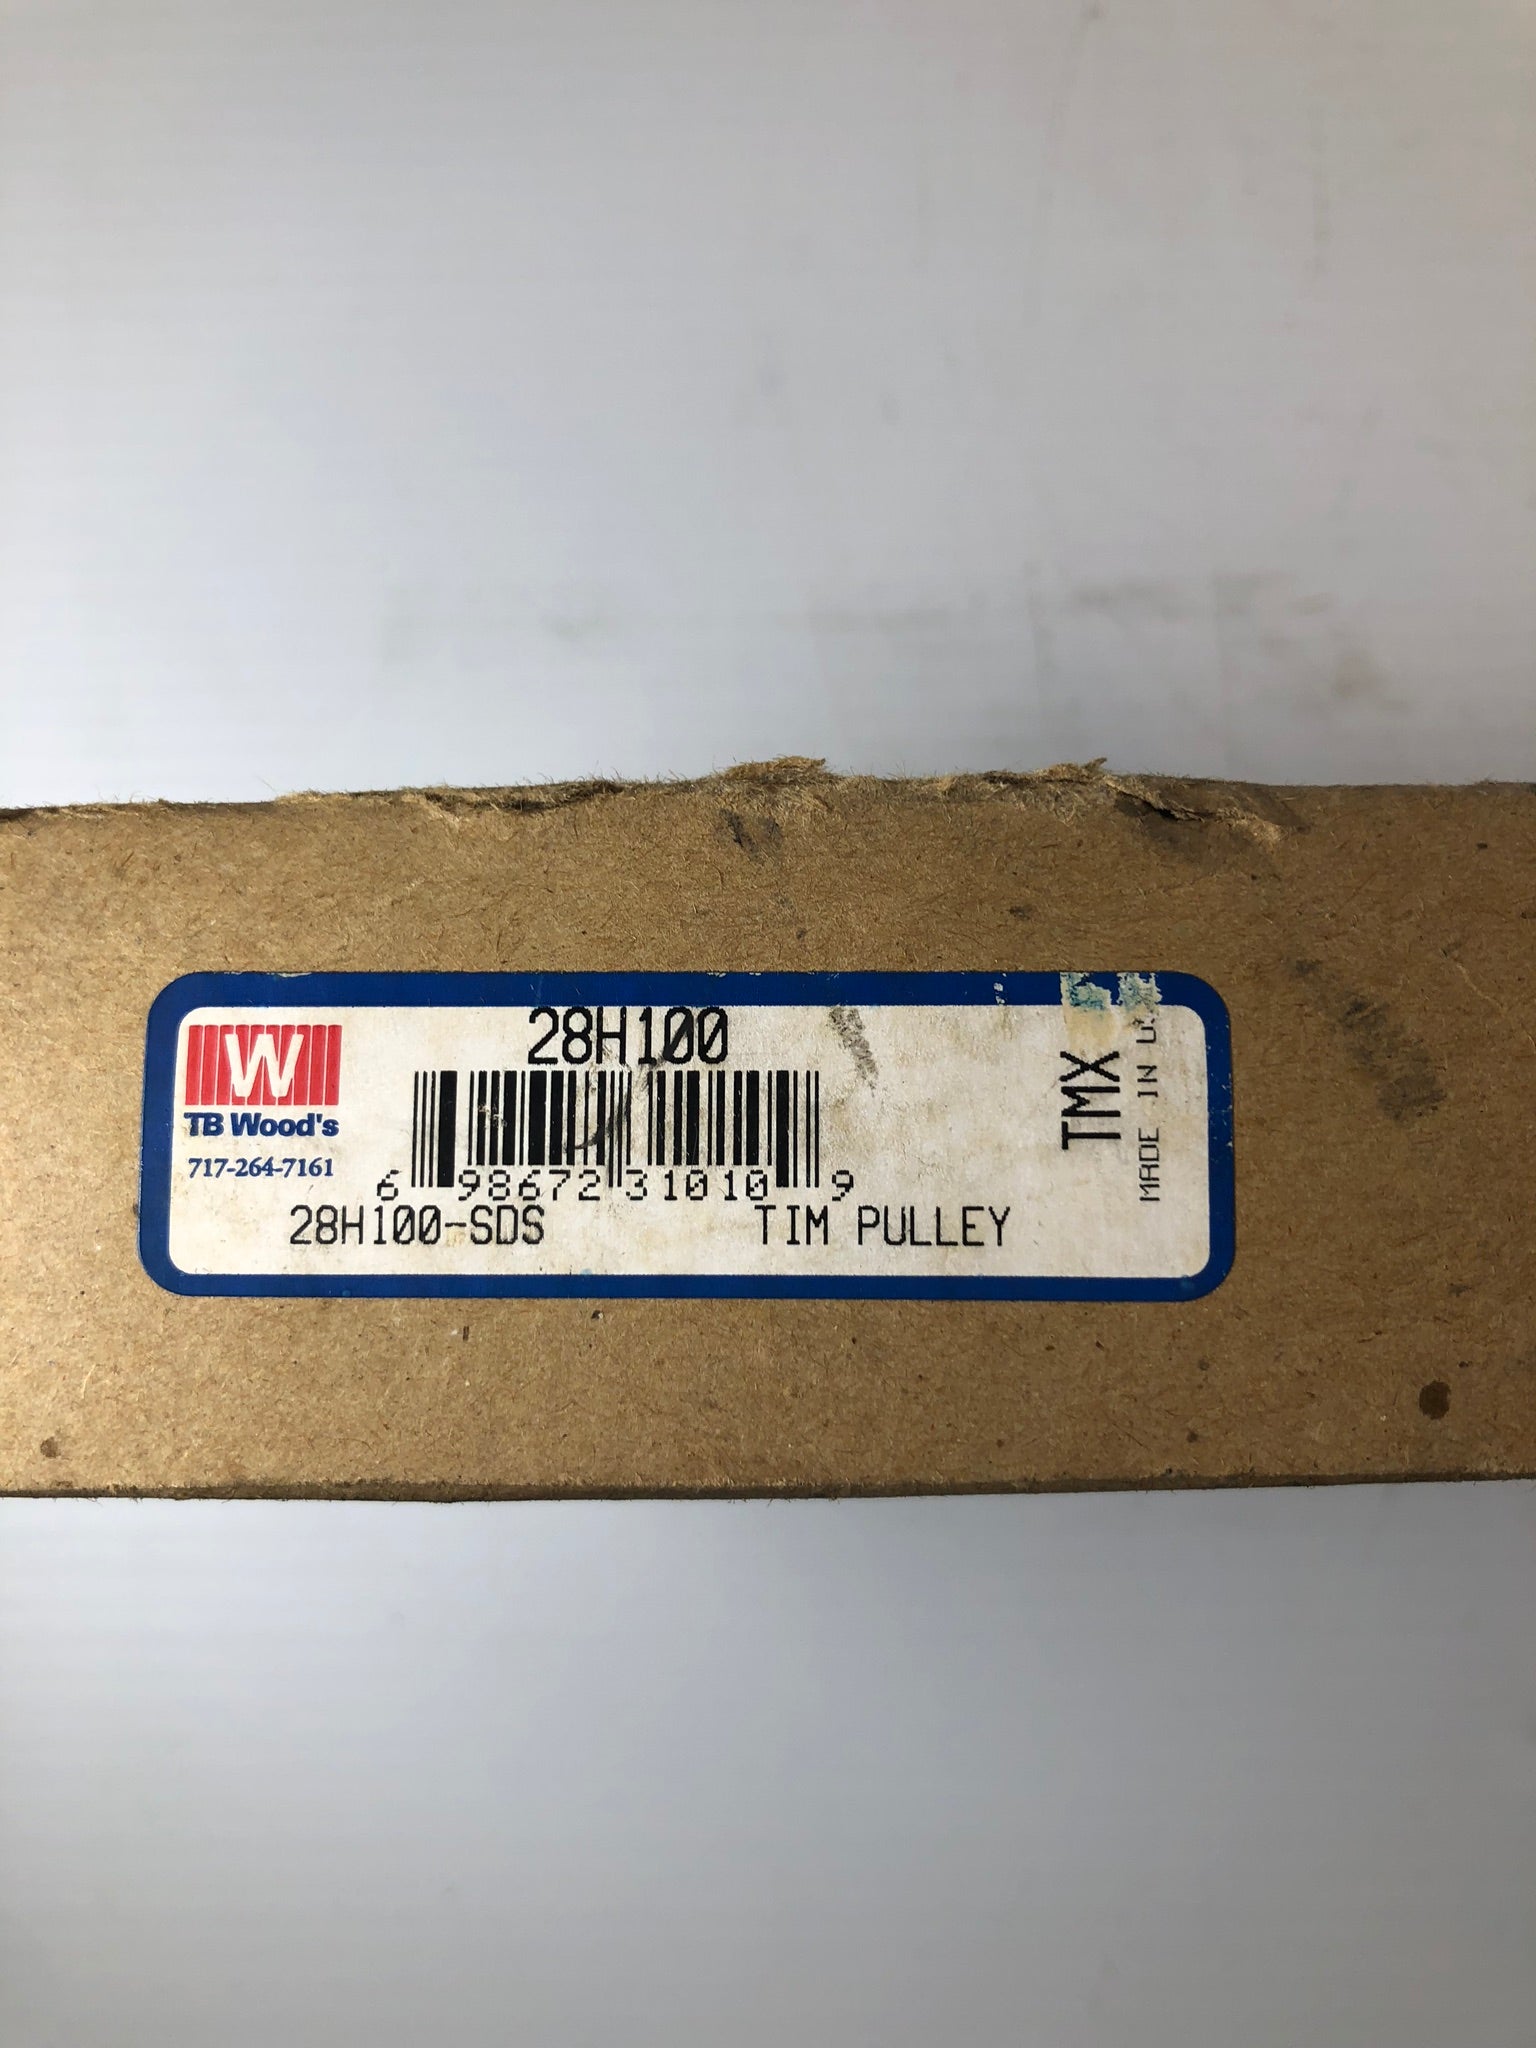 28H100
W
TB Wood's
717-264-7161
6 98672 31010 9
28H100-SDS TIM PULLEY
TMX
MADE IN U.